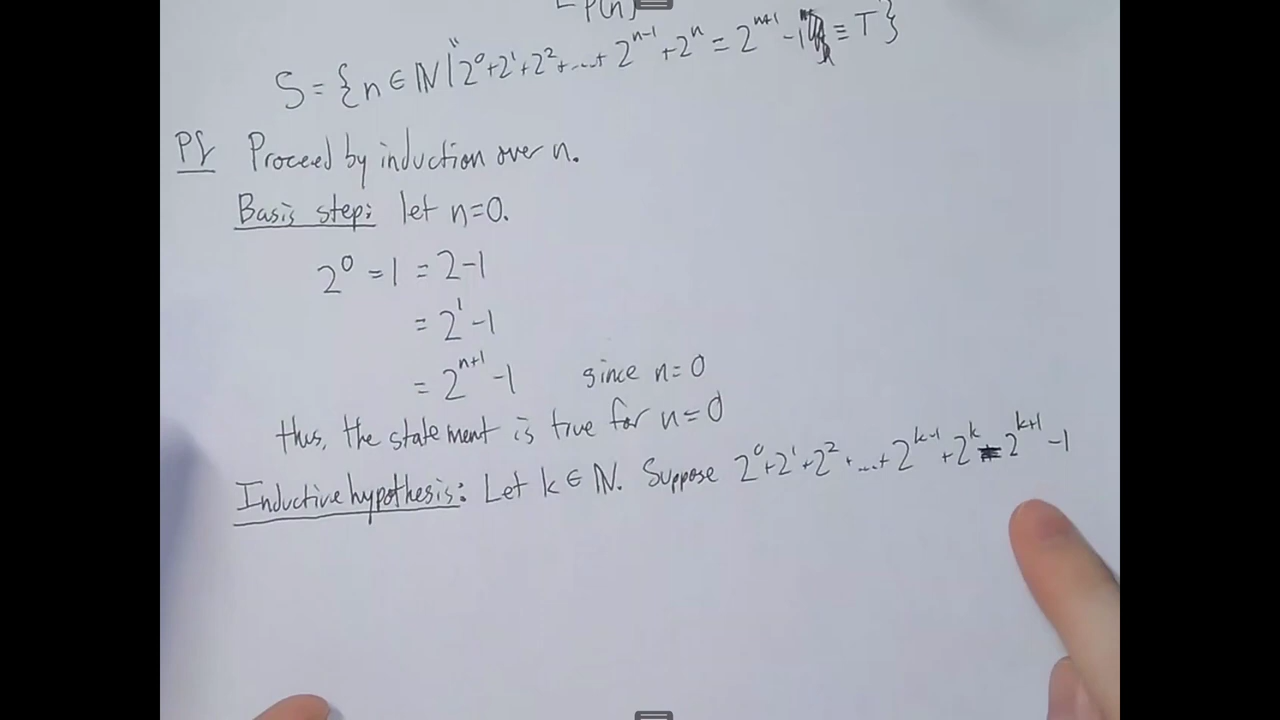 P(n)
S = {n ∈ ℕ | "2⁰+2¹+2²+...+ 2ⁿ⁻¹ +2ⁿ = 2ⁿ⁺¹ -1" ≡ T}
Pf Proceed by induction over n.
Basis step: let n=0.
2⁰ = 1 = 2-1
= 2¹ -1
= 2ⁿ⁺¹ -1 since n=0
thus, the statement is true for n=0
Inductive hypothesis: Let k ∈ ℕ. Suppose 2⁰+2¹+2²+...+2ᵏ⁻¹+2ᵏ = 2ᵏ⁺¹ -1